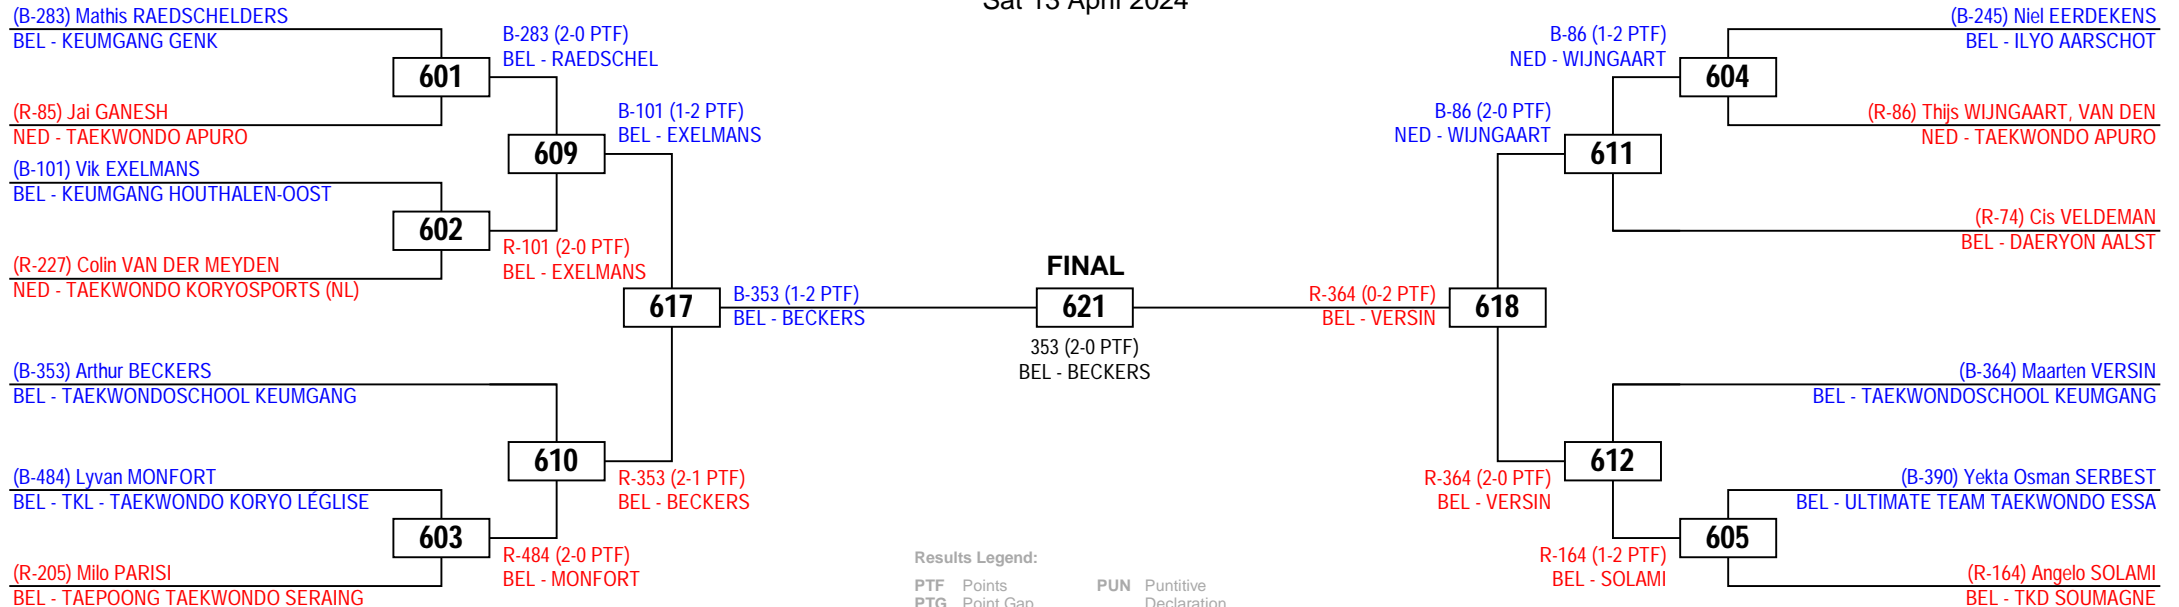 Sat 13 April 2024
(B-283) Mathis RAEDSCHELDERS
BEL - KEUMGANG GENK
601
(R-85) Jai GANESH
NED - TAEKWONDO APURO
(B-101) Vik EXELMANS
BEL - KEUMGANG HOUTHALEN-OOST
602
(R-227) Colin VAN DER MEYDEN
NED - TAEKWONDO KORYOSPORTS (NL)
(B-353) Arthur BECKERS
BEL - TAEKWONDOSCHOOL KEUMGANG
(B-484) Lyvan MONFORT
BEL - TKL - TAEKWONDO KORYO LÉGLISE
603
(R-205) Milo PARISI
BEL - TAEPOONG TAEKWONDO SERAING
B-283 (2-0 PTF)
BEL - RAEDSCHEL
609
R-101 (2-0 PTF)
BEL - EXELMANS
610
R-484 (2-0 PTF)
BEL - MONFORT
B-101 (1-2 PTF)
BEL - EXELMANS
617
R-353 (2-1 PTF)
BEL - BECKERS
B-353 (1-2 PTF)
BEL - BECKERS
FINAL
621
353 (2-0 PTF)
BEL - BECKERS
R-364 (0-2 PTF)
BEL - VERSIN
618
B-86 (2-0 PTF)
NED - WIJNGAART
611
R-364 (2-0 PTF)
BEL - VERSIN
612
B-86 (1-2 PTF)
NED - WIJNGAART
604
R-164 (1-2 PTF)
BEL - SOLAMI
605
(B-245) Niel EERDEKENS
BEL - ILYO AARSCHOT
(R-86) Thijs WIJNGAART, VAN DEN
NED - TAEKWONDO APURO
(R-74) Cis VELDEMAN
BEL - DAERYON AALST
(B-364) Maarten VERSIN
BEL - TAEKWONDOSCHOOL KEUMGANG
(B-390) Yekta Osman SERBEST
BEL - ULTIMATE TEAM TAEKWONDO ESSA
(R-164) Angelo SOLAMI
BEL - TKD SOUMAGNE
Results Legend:
PTF Points PUN Puntitive
PTG Point Gap Declaration